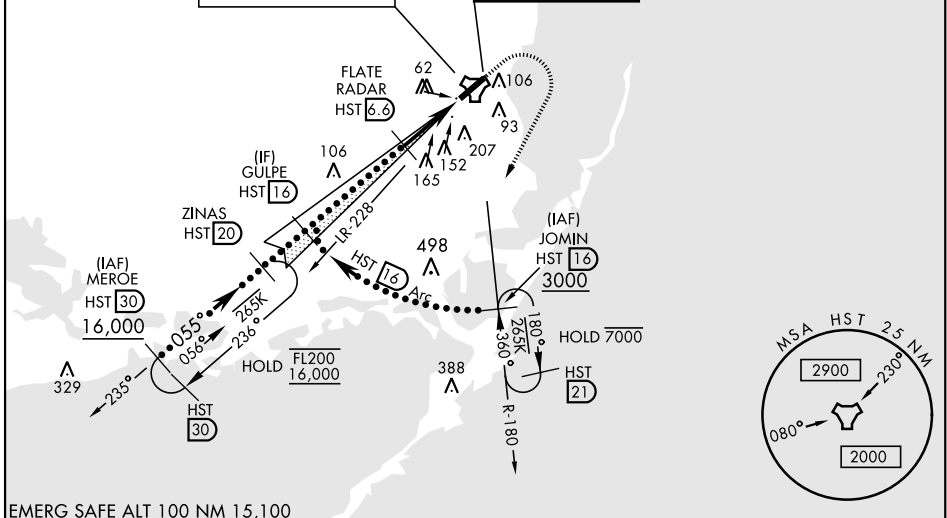 FLATE
RADAR
HST 6.6
62
106
93
207
152
165
106
(IF)
GULPE
HST 16
ZINAS
HST 20
LR-228
(IAF)
MEROE
HST 30
16,000
055°
056°
265K
236°
235°
329
HST
30
HOLD FL200
16,000
HST 16 Arc
498
388
(IAF)
JOMIN
HST 16
3000
180°
265K
360°
HOLD 7000
HST
21
R-180
MSA HST 25 NM
2900
230°
080°
2000
EMERG SAFE ALT 100 NM 15,100